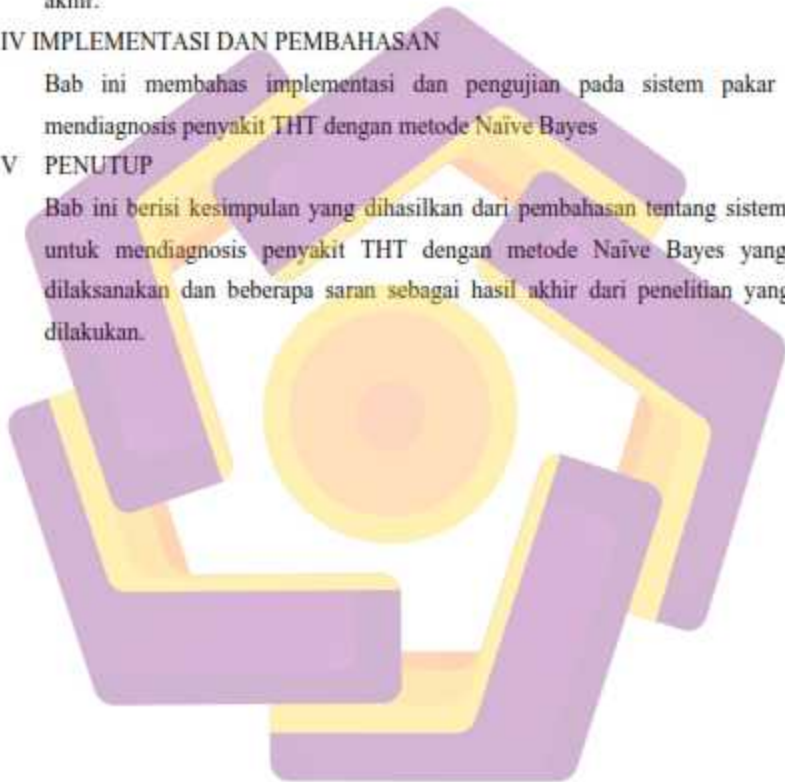 akhir.
IV IMPLEMENTASI DAN PEMBAHASAN
Bab ini membahas implementasi dan pengujian pada sistem pakar
mendiagnosis penyakit THT dengan metode Naïve Bayes
V PENUTUP
Bab ini berisi kesimpulan yang dihasilkan dari pembahasan tentang sistem
untuk mendiagnosis penyakit THT dengan metode Naïve Bayes yang
dilaksanakan dan beberapa saran sebagai hasil akhir dari penelitian yang
dilakukan.